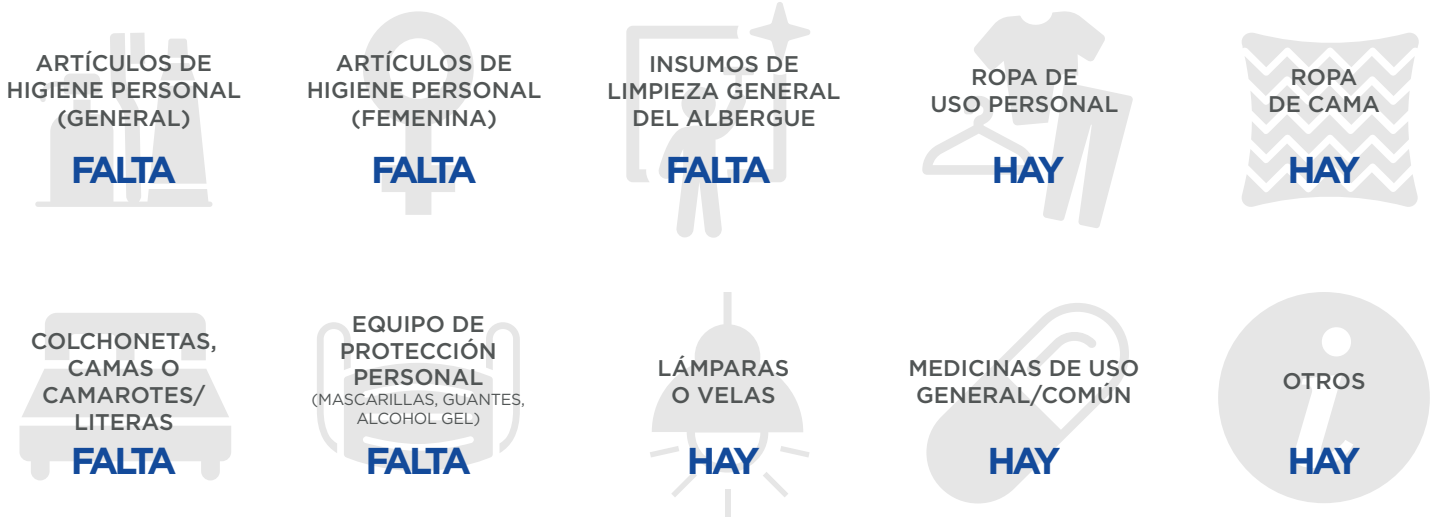 ARTÍCULOS DE
HIGIENE PERSONAL
(GENERAL)
FALTA
ARTÍCULOS DE
HIGIENE PERSONAL
(FEMENINA)
FALTA
INSUMOS DE
LIMPIEZA GENERAL
DEL ALBERGUE
FALTA
ROPA DE
USO PERSONAL
HAY
ROPA
DE CAMA
HAY
COLCHONETAS,
CAMAS O
CAMAROTES/
LITERAS
FALTA
EQUIPO DE
PROTECCIÓN
PERSONAL
(MASCARILLAS, GUANTES,
ALCOHOL GEL)
FALTA
LÁMPARAS
O VELAS
HAY
MEDICINAS DE USO
GENERAL/COMÚN
HAY
OTROS
HAY